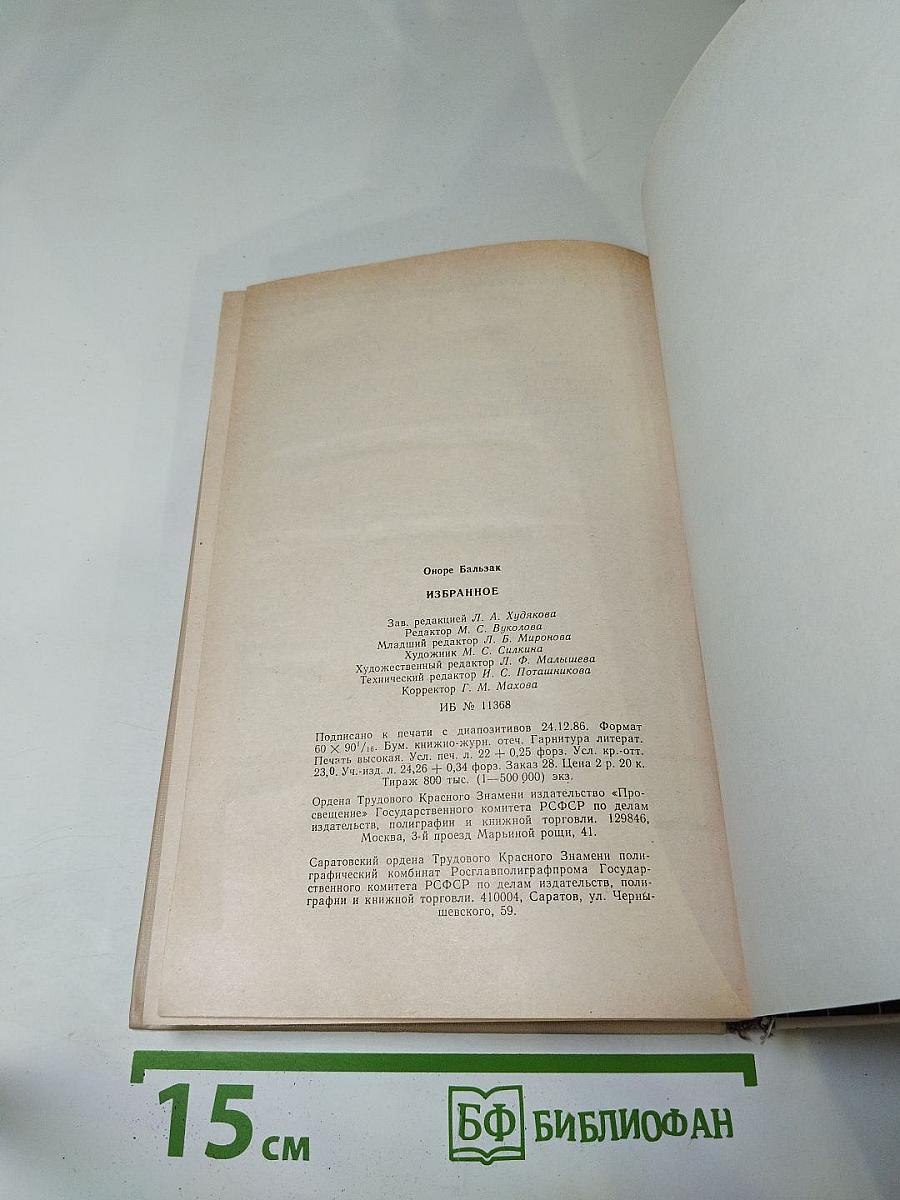 Оноре Бальзак
ИЗБРАННОЕ
Зав. редакцией Л. А. Худякова
Редактор М. С. Вуколова
Младший редактор Л. Б. Миронова
Художник М. С. Силкина
Художественный редактор Л. Ф. Малышева
Технический редактор И. С. Поташникова
Корректор Г. М. Махова
ИБ № 11368
Подписано к печати с диапозитивов 24.12.86. Формат
60 × 90¹/₁₆. Бум. книжно-журн. отеч. Гарнитура литерат.
Печать высокая. Усл. печ. л. 22 + 0,25 форз. Усл. кр.-отт.
23,0. Уч.-изд. л. 24,26 + 0,34 форз. Заказ 28. Цена 2 р. 20 к.
Тираж 800 тыс. (1—500 000) экз.
Ордена Трудового Красного Знамени издательство «Про-
свещение» Государственного комитета РСФСР по делам
издательств, полиграфии и книжной торговли. 129846,
Москва, 3-й проезд Марьиной рощи, 41.
Саратовский ордена Трудового Красного Знамени поли-
графический комбинат Росглавполиграфпрома Государ-
ственного комитета РСФСР по делам издательств, поли-
графии и книжной торговли. 410004, Саратов, ул. Черны-
шевского, 59.
15 см
БФ БИБЛИОФАН